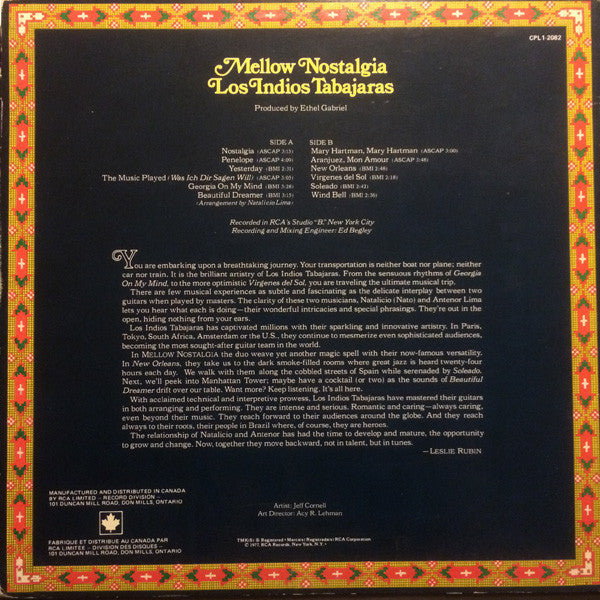 CPL1-2082
Mellow Nostalgia
Los Indios Tabajaras
Produced by Ethel Gabriel
SIDE A
Nostalgia (ASCAP 3:13)
Penelope (ASCAP 4:09)
Yesterday (BMI 2:31)
The Music Played (Was Ich Dir Sagen Will) (ASCAP 3:05)
Georgia On My Mind (BMI 3:28)
Beautiful Dreamer (BMI 3:15)
(Arrangement by Natalicio Lima)
SIDE B
Mary Hartman, Mary Hartman (ASCAP 3:00)
Aranjuez, Mon Amour (ASCAP 3:48)
New Orleans (BMI 2:48)
Virgenes del Sol (BMI 2:18)
Soleado (BMI 2:42)
Wind Bell (BMI 2:36)
Recorded in RCA's Studio "B," New York City
Recording and Mixing Engineer: Ed Begley
You are embarking upon a breathtaking journey. Your transportation is neither boat nor plane; neither
car nor train. It is the brilliant artistry of Los Indios Tabajaras. From the sensuous rhythms of Georgia
On My Mind, to the more optimistic Virgenes del Sol, you are traveling the ultimate musical trip.
There are few musical experiences as subtle and fascinating as the delicate interplay between two
guitars when played by masters. The clarity of these two musicians, Natalicio (Nato) and Antenor Lima
lets you hear what each is doing—their wonderful intricacies and special phrasings. They're out in the
open, hiding nothing from your ears.
Los Indios Tabajaras has captivated millions with their sparkling and innovative artistry. In Paris,
Tokyo, South Africa, Amsterdam or the U.S., they continue to mesmerize even sophisticated audiences,
becoming the most sought-after guitar team in the world.
In MELLOW NOSTALGIA the duo weave yet another magic spell with their now-famous versatility.
In New Orleans, they take us to the dark smoke-filled rooms where great jazz is heard twenty-four
hours each day. We walk with them along the cobbled streets of Spain while serenaded by Soleado.
Next, we'll peek into Manhattan Tower; maybe have a cocktail (or two) as the sounds of Beautiful
Dreamer drift over our table. Want more? Keep listening. It's all here.
With acclaimed technical and interpretive prowess, Los Indios Tabajaras have mastered their guitars
in both arranging and performing. They are intense and serious. Romantic and caring—always caring,
even beyond their music. They reach forward to their audiences around the globe. And they reach
always to their roots, their people in Brazil where, of course, they are heroes.
The relationship of Natalicio and Antenor has had the time to develop and mature, the opportunity
to grow and change. Now, together they move backward, not in talent, but in tunes.
—LESLIE RUBIN
MANUFACTURED AND DISTRIBUTED IN CANADA
BY RCA LIMITED - RECORD DIVISION
101 DUNCAN MILL ROAD, DON MILLS, ONTARIO
FABRIQUE ET DISTRIBUE AU CANADA PAR
RCA LIMITEE - DIVISION DES DISQUES -
101 DUNCAN MILL ROAD, DON MILLS, ONTARIO
Artist: Jeff Cornell
Art Director: Acy R. Lehman
TMK(S) ® Registered • Marca(s) Registrada(s) RCA Corporation
© 1977, RCA Records, New York, N.Y.